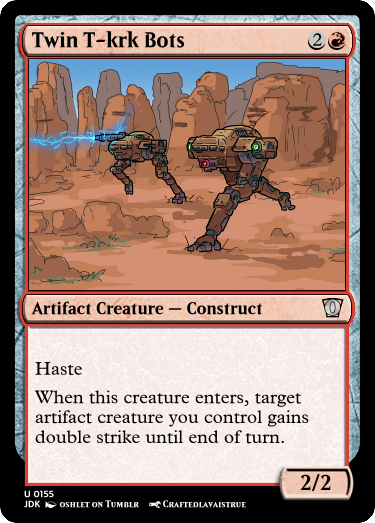 Twin T-krk Bots 2
Artifact Creature — Construct
Haste
When this creature enters, target
artifact creature you control gains
double strike until end of turn.
2/2
U 0155
JDK oshlet on Tumblr Craftedlavaistrue